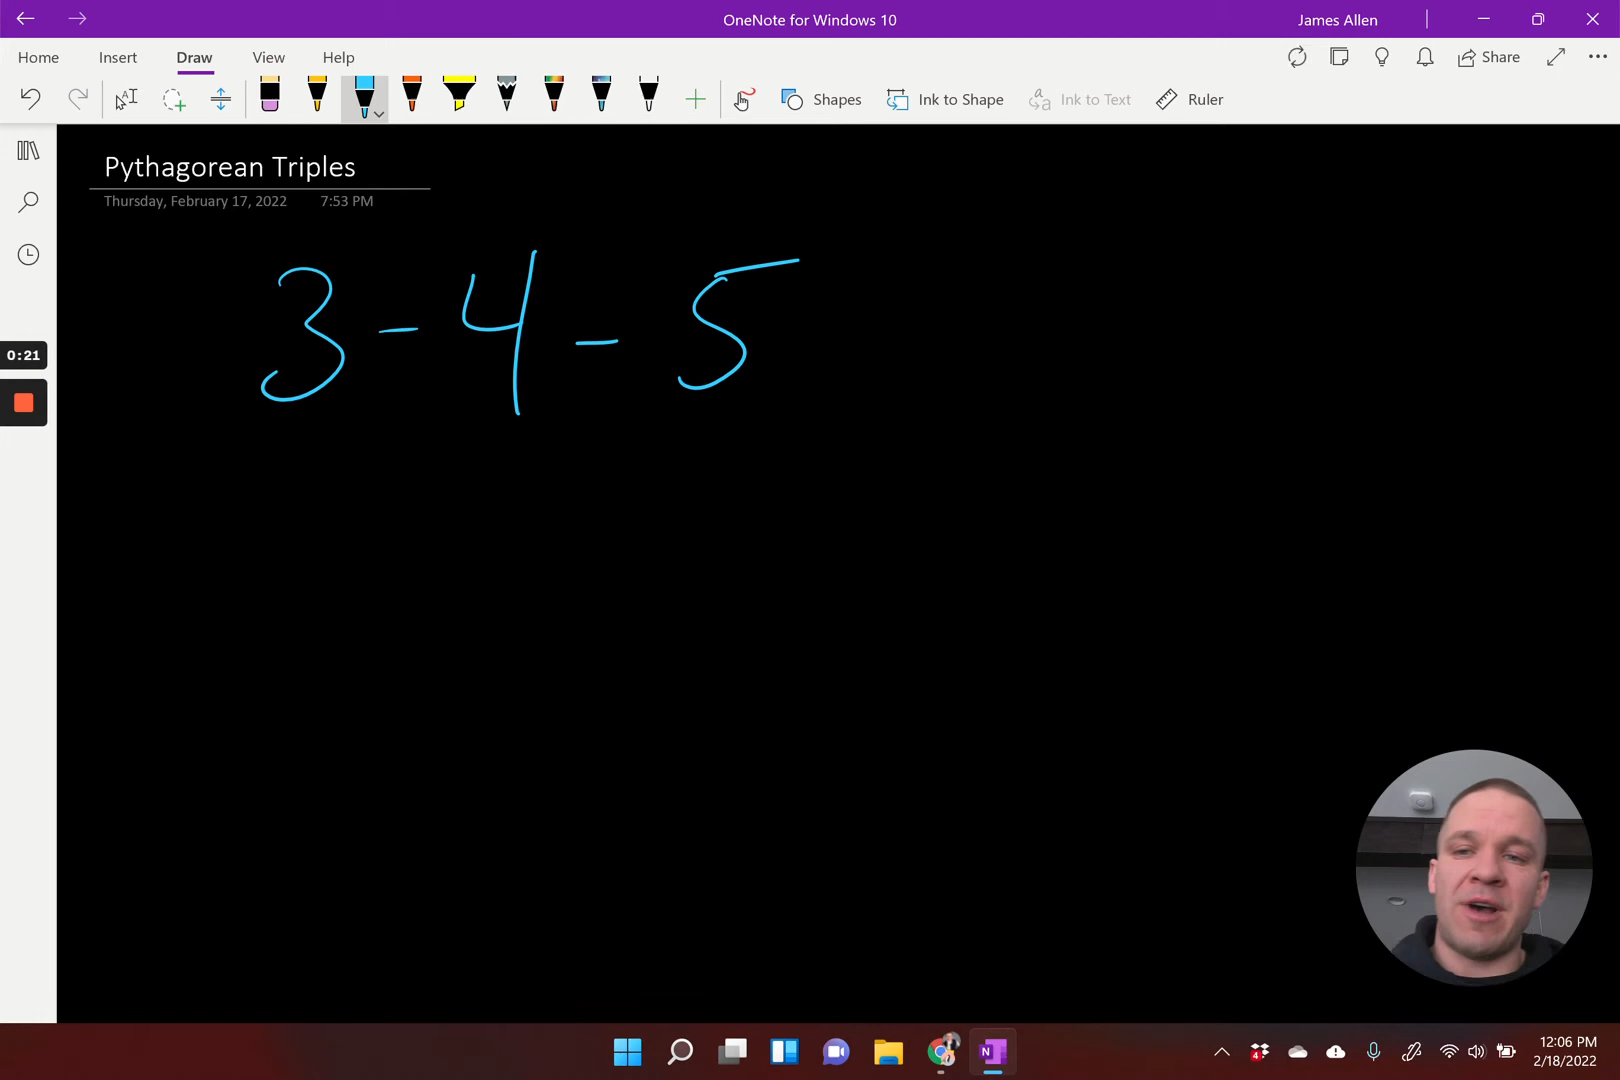 OneNote for Windows 10
James Allen
Home Insert Draw View Help
Share
Shapes Ink to Shape Ink to Text Ruler
Pythagorean Triples
Thursday, February 17, 2022 7:53 PM
3 - 4 - 5
0:21
12:06 PM
2/18/2022